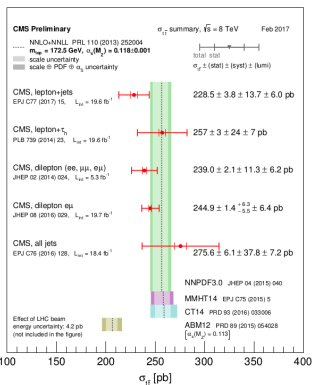 CMS Preliminary
σtt̄ summary, √s = 8 TeV
Feb 2017
NNLO+NNLL PRL 110 (2013) 252004
mtop = 172.5 GeV, αs(MZ) = 0.118±0.001
scale uncertainty
scale ⊕ PDF ⊕ αs uncertainty
total stat
σtt̄ ± (stat) ± (syst) ± (lumi)
CMS, lepton+jets
EPJ C77 (2017) 15, Lint = 19.6 fb⁻¹
228.5 ± 3.8 ± 13.7 ± 6.0 pb
CMS, lepton+τh
PLB 739 (2014) 23, Lint = 19.6 fb⁻¹
257 ± 3 ± 24 ± 7 pb
CMS, dilepton (ee, μμ, eμ)
JHEP 02 (2014) 024, Lint = 5.3 fb⁻¹
239.0 ± 2.1 ± 11.3 ± 6.2 pb
CMS, dilepton eμ
JHEP 08 (2016) 029, Lint = 19.7 fb⁻¹
244.9 ± 1.4 +6.3 −5.5 ± 6.4 pb
CMS, all jets
EPJ C76 (2016) 128, Lint = 18.4 fb⁻¹
275.6 ± 6.1 ± 37.8 ± 7.2 pb
NNPDF3.0 JHEP 04 (2015) 040
MMHT14 EPJ C75 (2015) 5
CT14 PRD 93 (2016) 033006
ABM12 PRD 89 (2015) 054028
[αs(MZ) = 0.113]
Effect of LHC beam
energy uncertainty: 4.2 pb
(not included in the figure)
100 150 200 250 300 350 400
σtt̄ [pb]